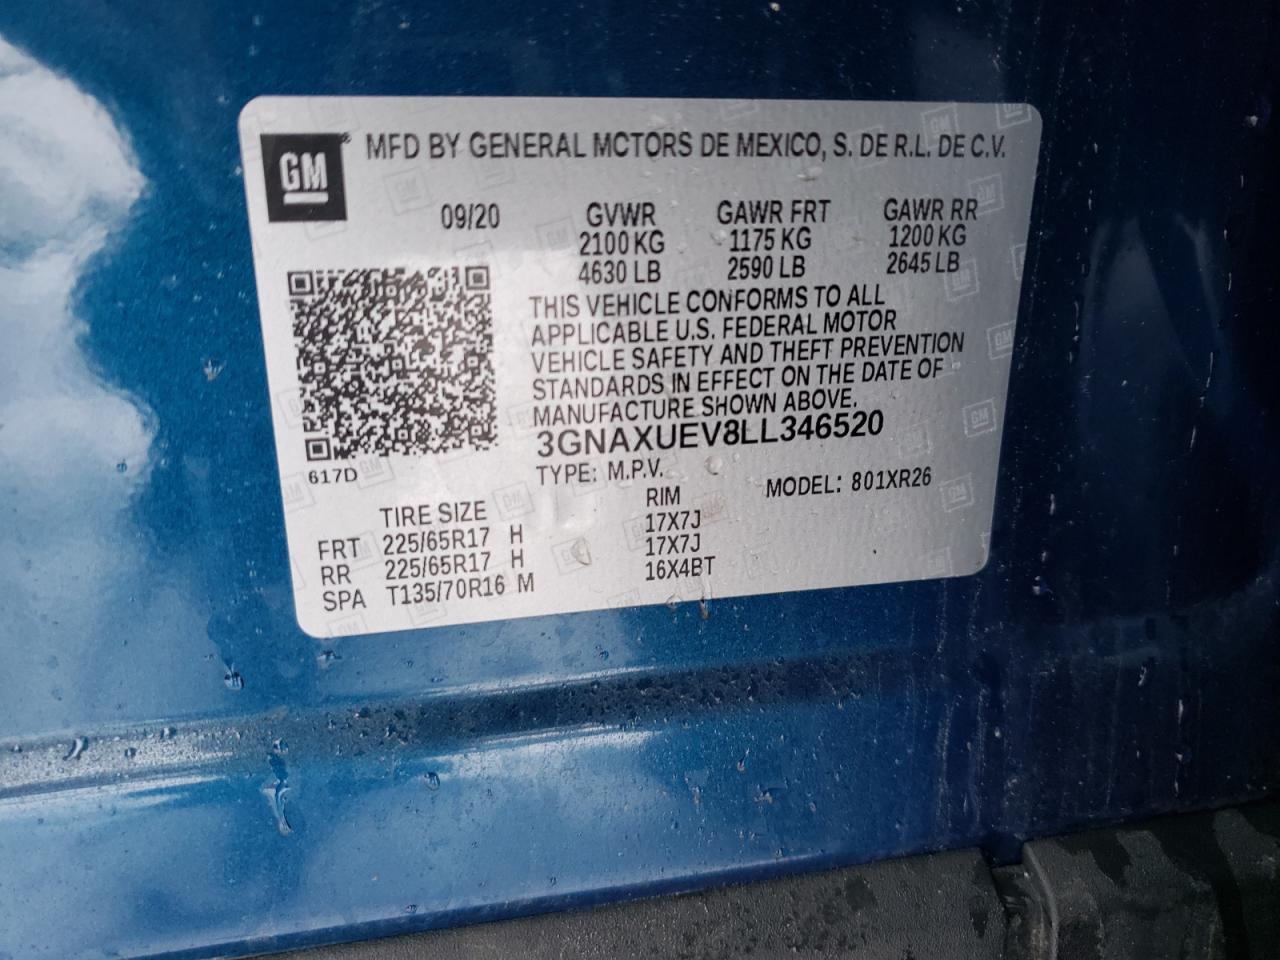 GM
MFD BY GENERAL MOTORS DE MEXICO, S. DE R.L. DE C.V.
09/20 GVWR GAWR FRT GAWR RR
2100 KG 1175 KG 1200 KG
4630 LB 2590 LB 2645 LB
THIS VEHICLE CONFORMS TO ALL
APPLICABLE U.S. FEDERAL MOTOR
VEHICLE SAFETY AND THEFT PREVENTION
STANDARDS IN EFFECT ON THE DATE OF
MANUFACTURE SHOWN ABOVE.
3GNAXUEV8LL346520
617D
TYPE: M.P.V. MODEL: 801XR26
TIRE SIZE RIM
FRT 225/65R17 H 17X7J
RR 225/65R17 H 17X7J
SPA T135/70R16 M 16X4BT